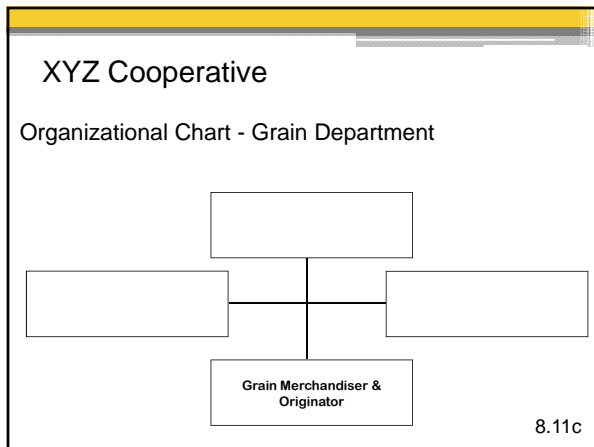 XYZ Cooperative
Organizational Chart - Grain Department
Grain Merchandiser &
Originator
8.11c